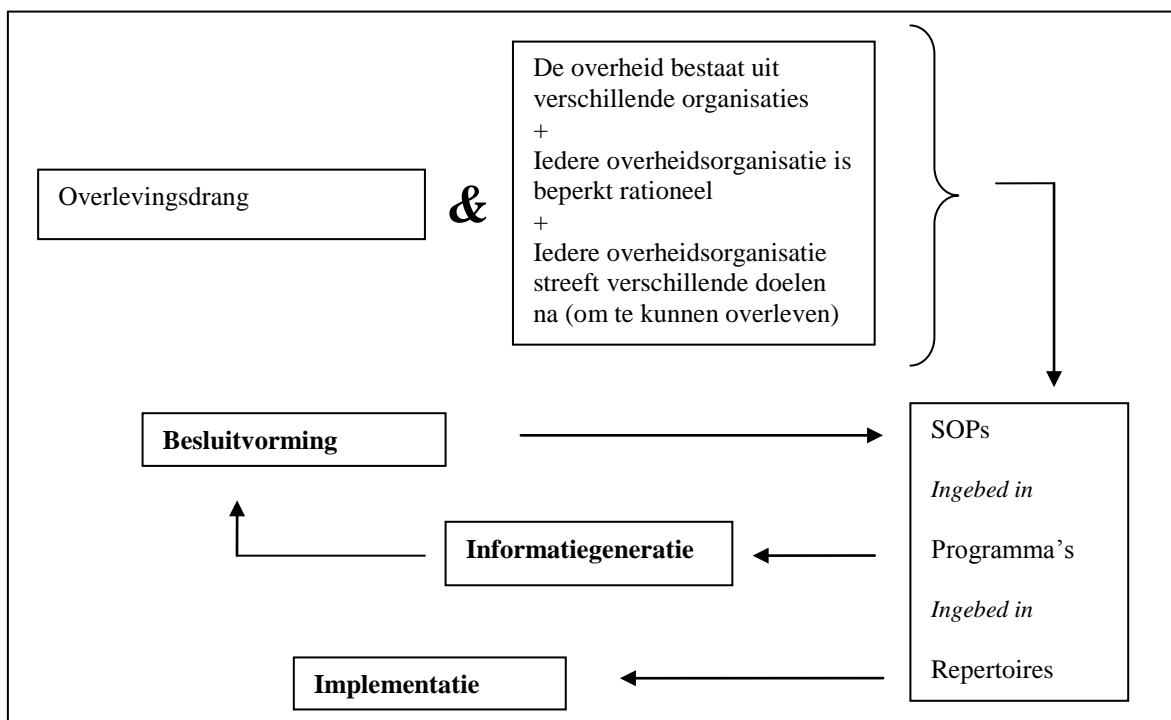 De overheid bestaat uit
verschillende organisaties
+
Iedere overheidsorganisatie is
beperkt rationeel
+
Iedere overheidsorganisatie
streeft verschillende doelen
na (om te kunnen overleven)
Overlevingsdrang
&
SOPs
Ingebed in
Programma’s
Ingebed in
Repertoires
Besluitvorming
Informatiegeneratie
Implementatie